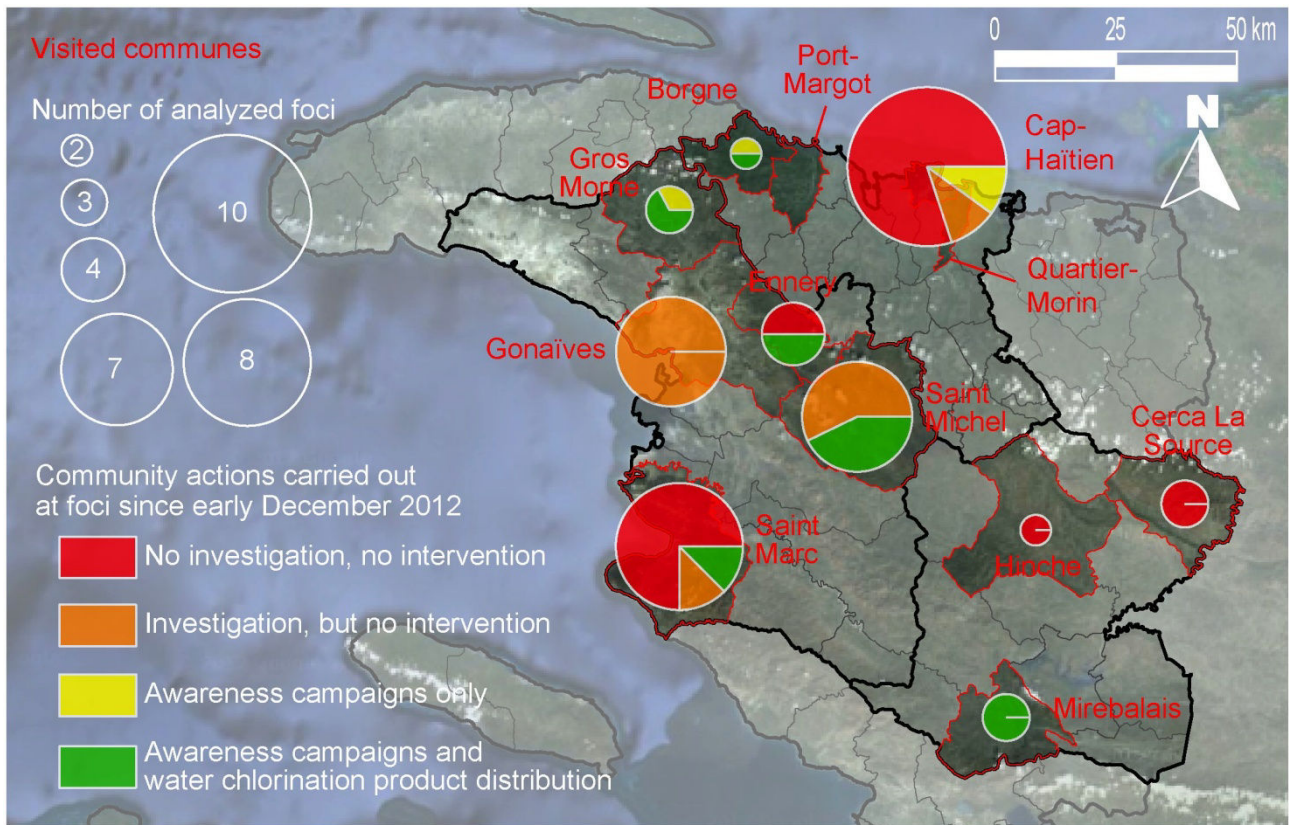 Visited communes
Number of analyzed foci
2
3
4
10
7
8
Community actions carried out
at foci since early December 2012
No investigation, no intervention
Investigation, but no intervention
Awareness campaigns only
Awareness campaigns and
water chlorination product distribution
0 25 50 km
N
Port-
Margot
Borgne
Cap-
Haïtien
Gros
Morne
Quartier-
Morin
Ennery
Gonaïves
Saint
Michel
Cerca La
Source
Saint
Marc
Hioche
Mirebalais